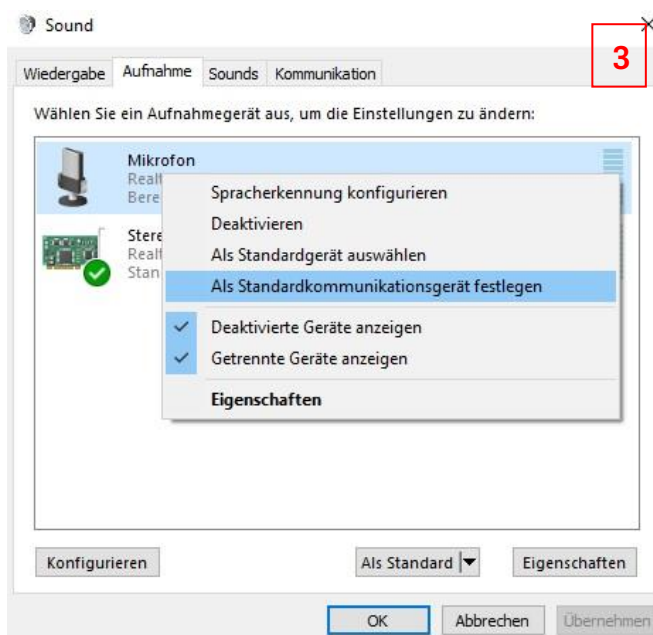 Sound
3
Wiedergabe Aufnahme Sounds Kommunikation
Wählen Sie ein Aufnahmegerät aus, um die Einstellungen zu ändern:
Mikrofon
Spracherkennung konfigurieren
Deaktivieren
Als Standardgerät auswählen
Als Standardkommunikationsgerät festlegen
Deaktivierte Geräte anzeigen
Getrennte Geräte anzeigen
Eigenschaften
Konfigurieren Als Standard Eigenschaften
OK Abbrechen Übernehmen